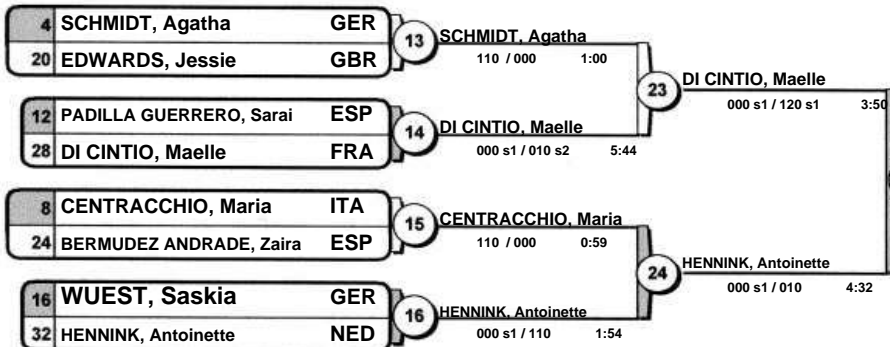 4 SCHMIDT, Agatha GER
20 EDWARDS, Jessie GBR
13
SCHMIDT, Agatha
110 / 000 1:00
12 PADILLA GUERRERO, Sarai ESP
28 DI CINTIO, Maelle FRA
14
DI CINTIO, Maelle
000 s1 / 010 s2 5:44
23
DI CINTIO, Maelle
000 s1 / 120 s1 3:50
8 CENTRACCHIO, Maria ITA
24 BERMUDEZ ANDRADE, Zaira ESP
15
CENTRACCHIO, Maria
110 / 000 0:59
16 WUEST, Saskia GER
32 HENNINK, Antoinette NED
16
HENNINK, Antoinette
000 s1 / 110 1:54
24
HENNINK, Antoinette
000 s1 / 010 4:32